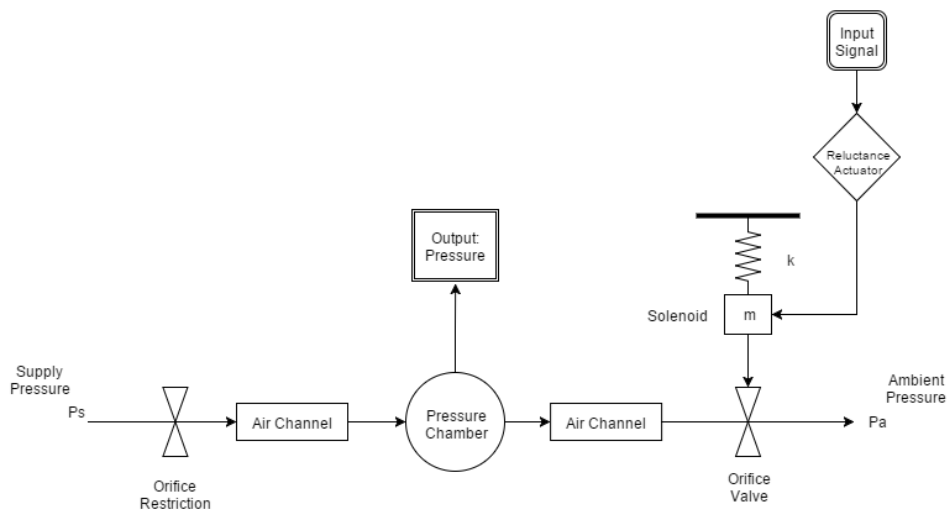 Input
Signal
Reluctance
Actuator
Output:
Pressure
k
Solenoid
m
Supply
Pressure
Ps
Air Channel
Pressure
Chamber
Air Channel
Ambient
Pressure
Pa
Orifice
Restriction
Orifice
Valve